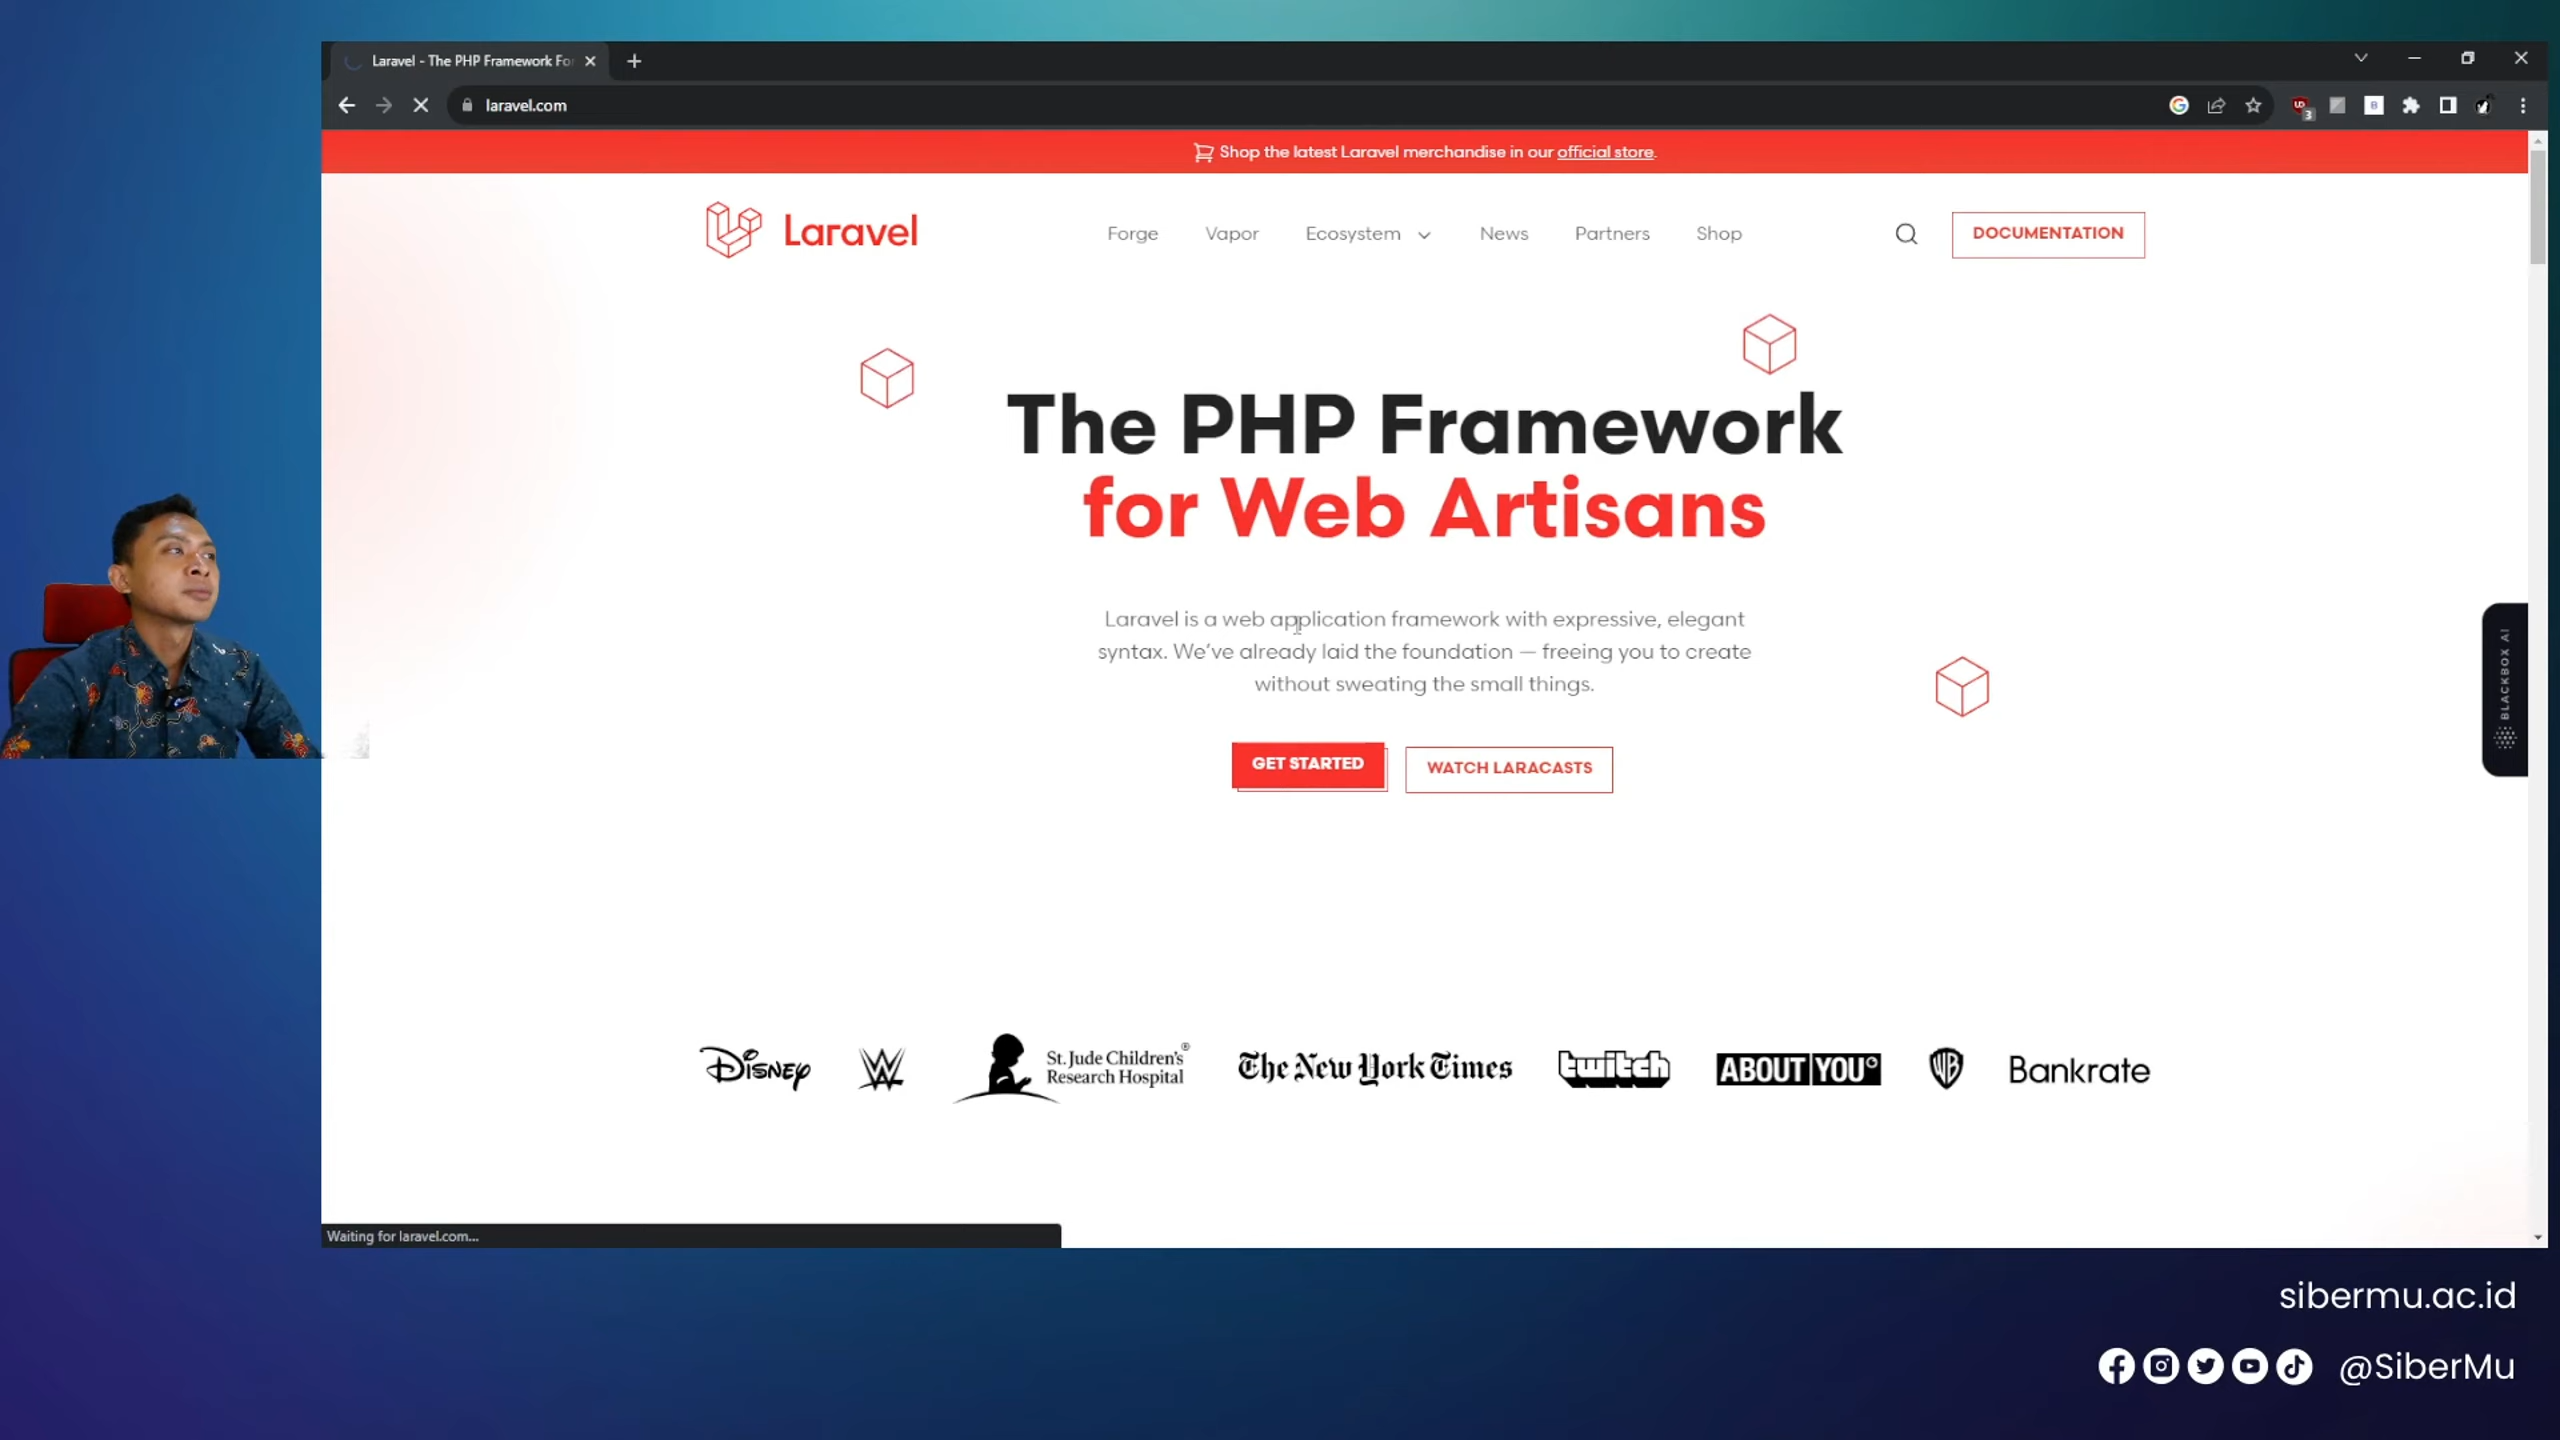 Laravel - The PHP Framework For
laravel.com
3
Shop the latest Laravel merchandise in our official store.
Laravel
Forge Vapor Ecosystem News Partners Shop
DOCUMENTATION
The PHP Framework
for Web Artisans
Laravel is a web application framework with expressive, elegant
syntax. We've already laid the foundation — freeing you to create
without sweating the small things.
GET STARTED
WATCH LARACASTS
BLACKBOX AI
DISNEY
W
St. Jude Children's®
Research Hospital
The New York Times
twitch
ABOUT YOU°
WB
Bankrate
Waiting for laravel.com...
sibermu.ac.id
@SiberMu